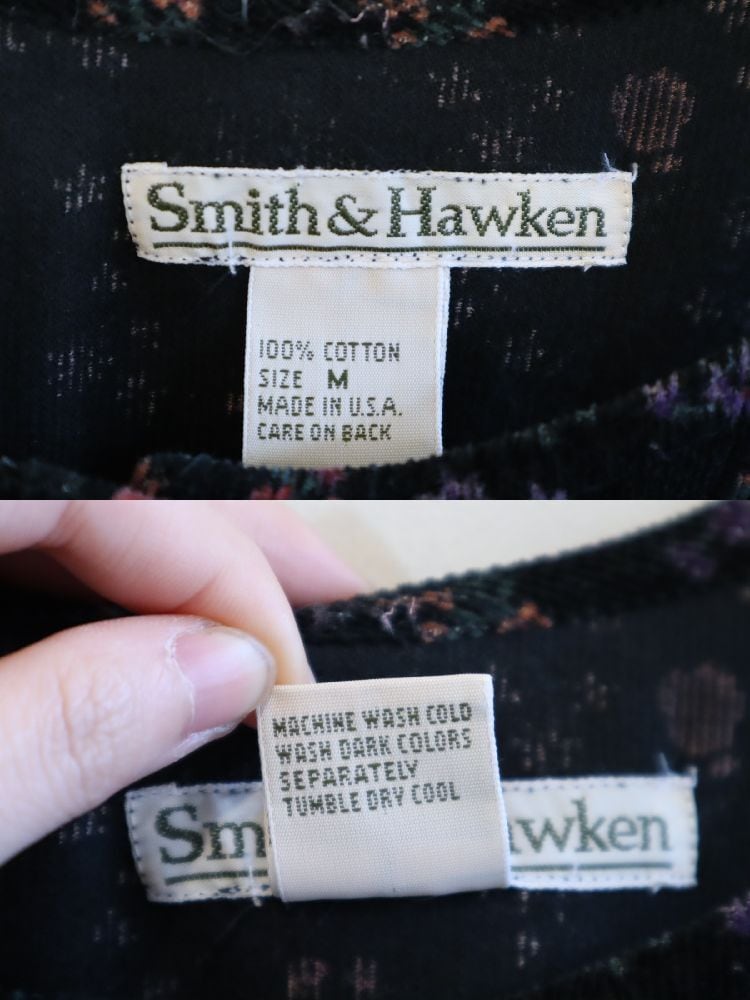 Smith & Hawken
100% COTTON
SIZE M
MADE IN U.S.A.
CARE ON BACK
MACHINE WASH COLD
WASH DARK COLORS
SEPARATELY
TUMBLE DRY COOL
Sm wken